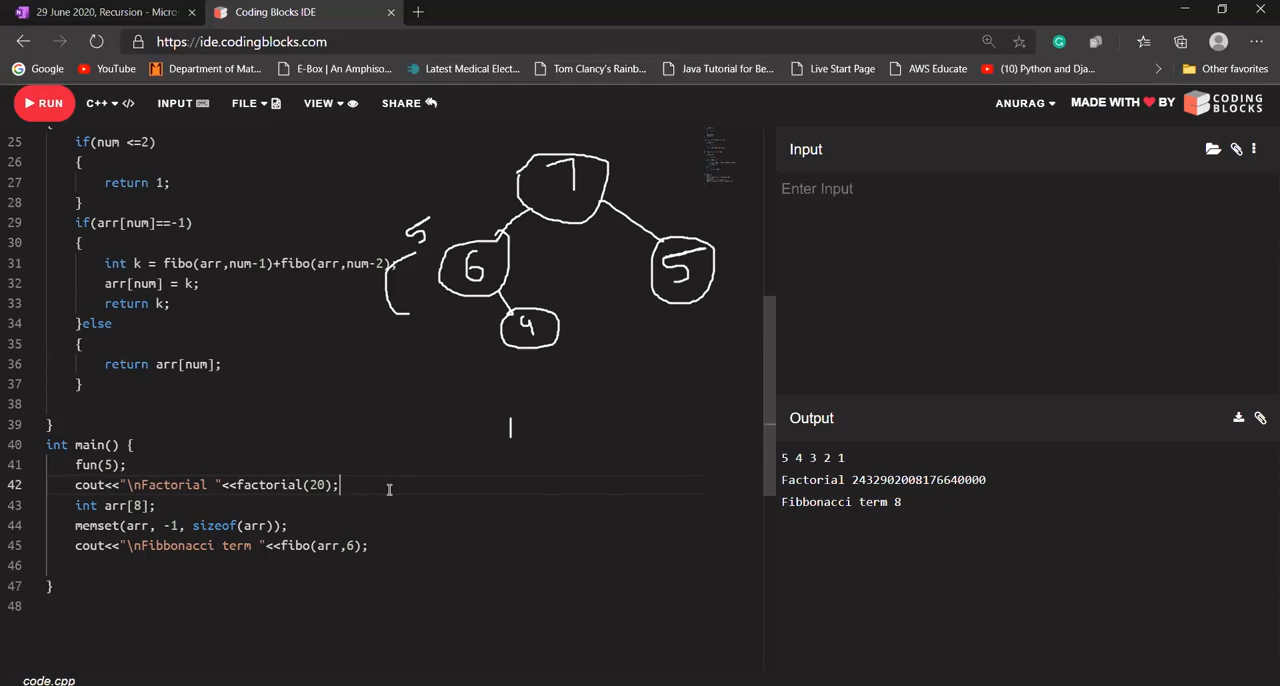 29 June 2020, Recursion - Micro
Coding Blocks IDE
https://ide.codingblocks.com
Google
YouTube
Department of Mat...
E-Box | An Amphiso...
Latest Medical Elect...
Tom Clancy's Rainb...
Java Tutorial for Be...
Live Start Page
AWS Educate
(10) Python and Dja...
Other favorites
RUN
C++ </>
INPUT
FILE
VIEW
SHARE
ANURAG
MADE WITH ❤ BY
CODING
BLOCKS
25 if(num <=2)
26 {
27 return 1;
28 }
29 if(arr[num]==-1)
30 {
31 int k = fibo(arr,num-1)+fibo(arr,num-2);
32 arr[num] = k;
33 return k;
34 }else
35 {
36 return arr[num];
37 }
38
39 }
40 int main() {
41 fun(5);
42 cout<<"\nFactorial "<<factorial(20);
43 int arr[8];
44 memset(arr, -1, sizeof(arr));
45 cout<<"\nFibbonacci term "<<fibo(arr,6);
46
47 }
48
7
5
6
5
4
code.cpp
Input
Enter Input
Output
5 4 3 2 1
Factorial 2432902008176640000
Fibbonacci term 8